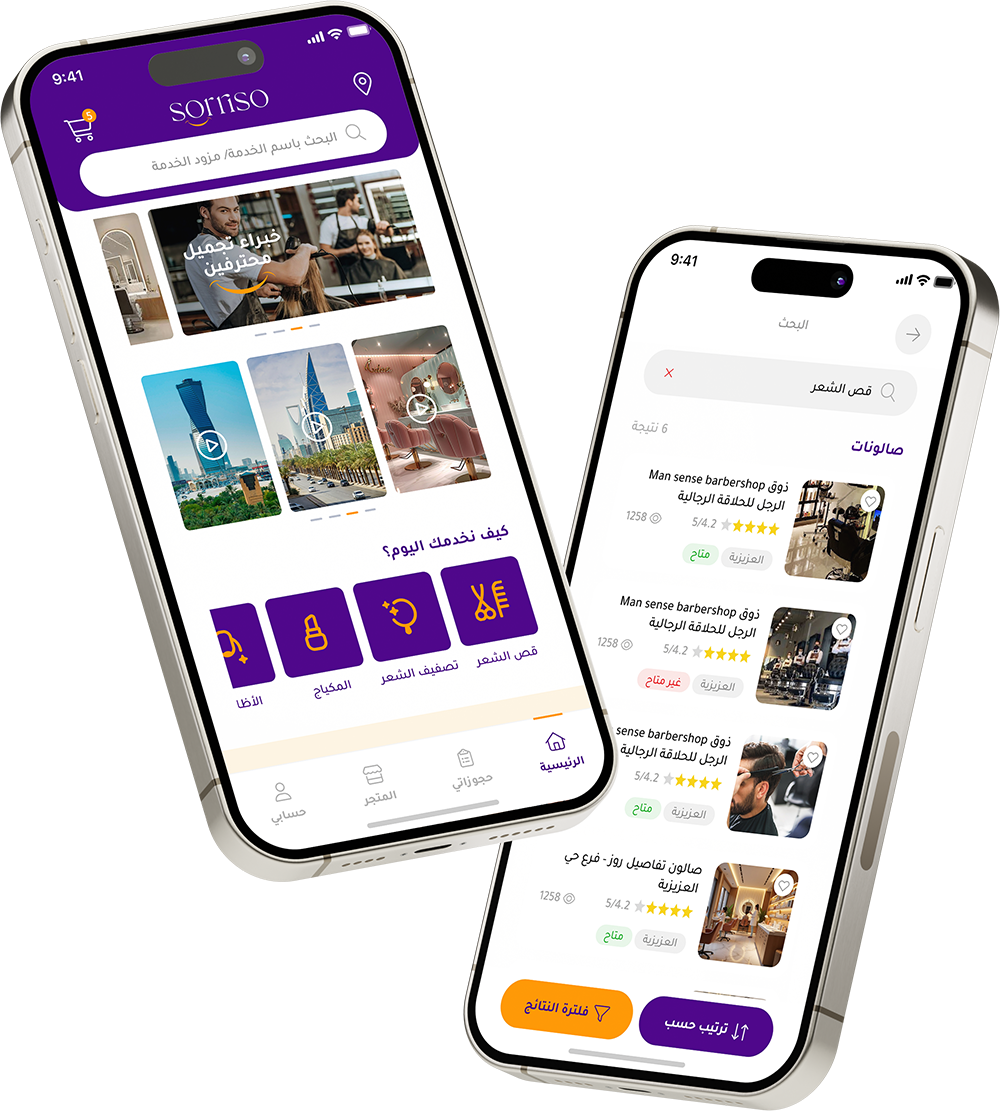 9:41
5
sorriso
البحث باسم الخدمة/ مزود الخدمة
خبراء تجميل
محترفين
كيف نخدمك اليوم؟
قص الشعر
تصفيف الشعر
المكياج
الأظا
الرئيسية
حجوزاتي
المتجر
حسابي
9:41
البحث
قص الشعر
صالونات
6 نتيجة
ذوق Man sense barbershop
الرجل للحلاقة الرجالية
5/4.2
1258
العزيزية
متاح
ذوق Man sense barbershop
الرجل للحلاقة الرجالية
5/4.2
1258
العزيزية
غير متاح
ذوق sense barbershop
الرجل للحلاقة الرجالية
5/4.2
العزيزية
متاح
صالون تفاصيل روز - فرع حي
العزيزية
5/4.2
1258
العزيزية
متاح
ترتيب حسب
فلترة النتائج